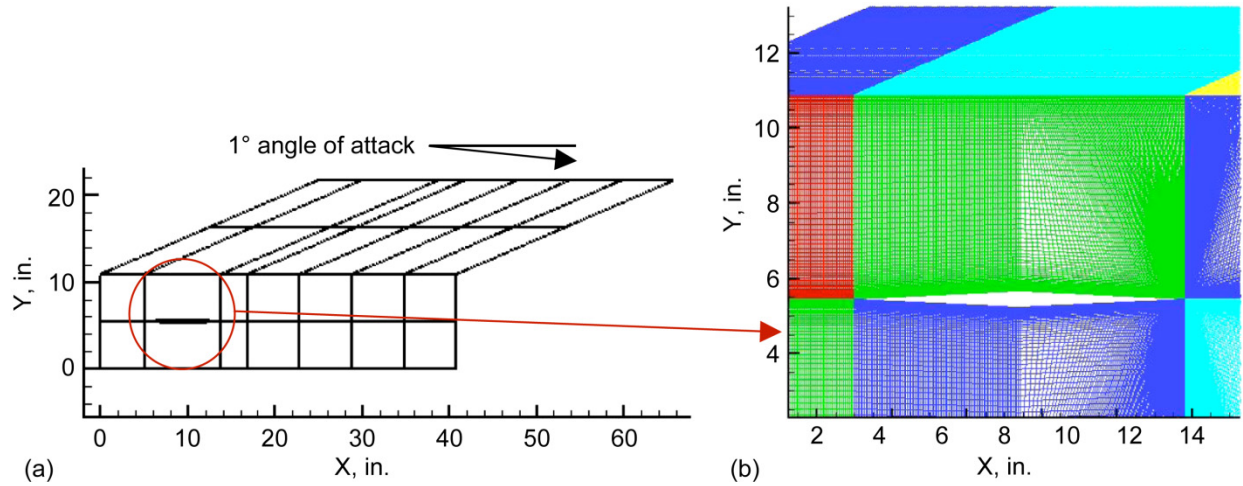 1° angle of attack
20
10
0
Y, in.
0 10 20 30 40 50 60
X, in.
(a)
12
10
8
6
4
Y, in.
2 4 6 8 10 12 14
X, in.
(b)